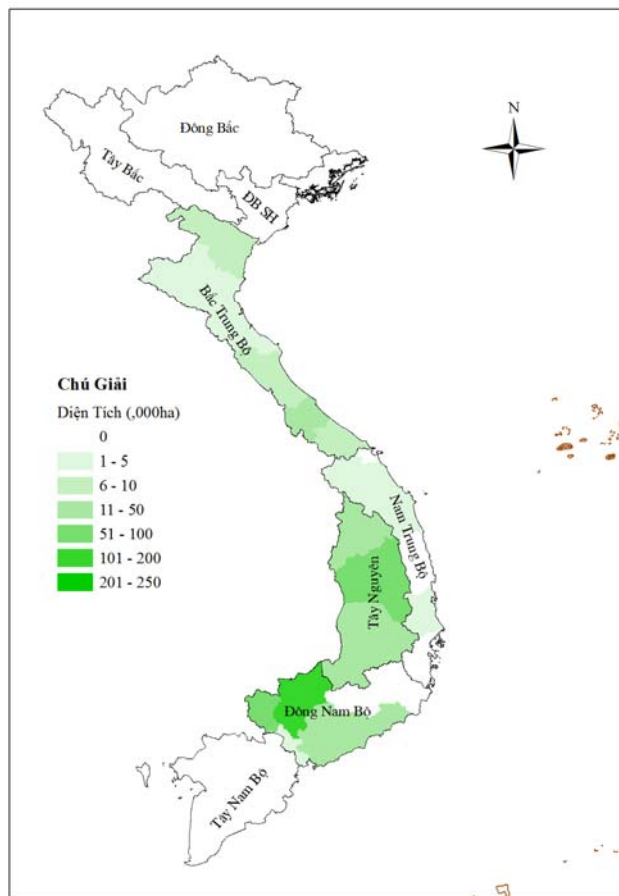 N
Đông Bắc
Tây Bắc
ĐB SH
Bắc Trung Bộ
Chú Giải
Diện Tích (,000ha)
0
1 - 5
6 - 10
11 - 50
51 - 100
101 - 200
201 - 250
Nam Trung Bộ
Tây Nguyên
Đông Nam Bộ
Tây Nam Bộ